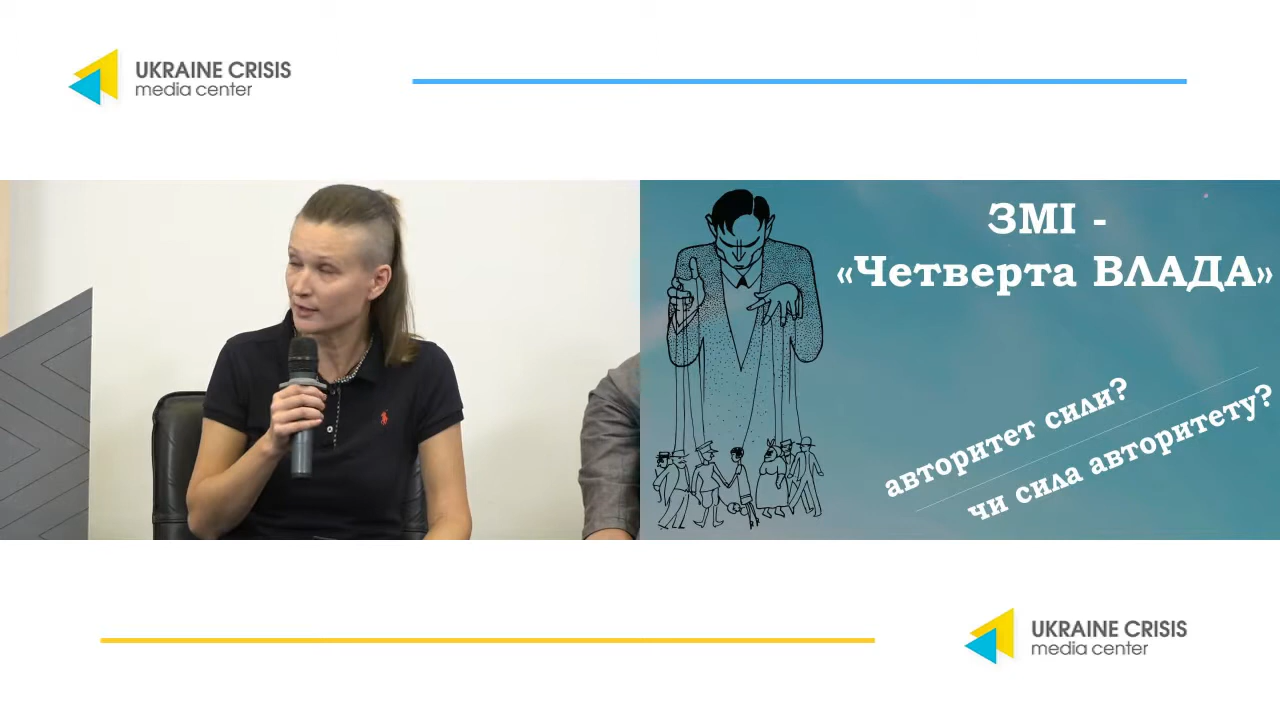 UKRAINE CRISIS
media center
ЗМІ -
«Четверта ВЛАДА»
авторитет сили?
чи сила авторитету?
UKRAINE CRISIS
media center